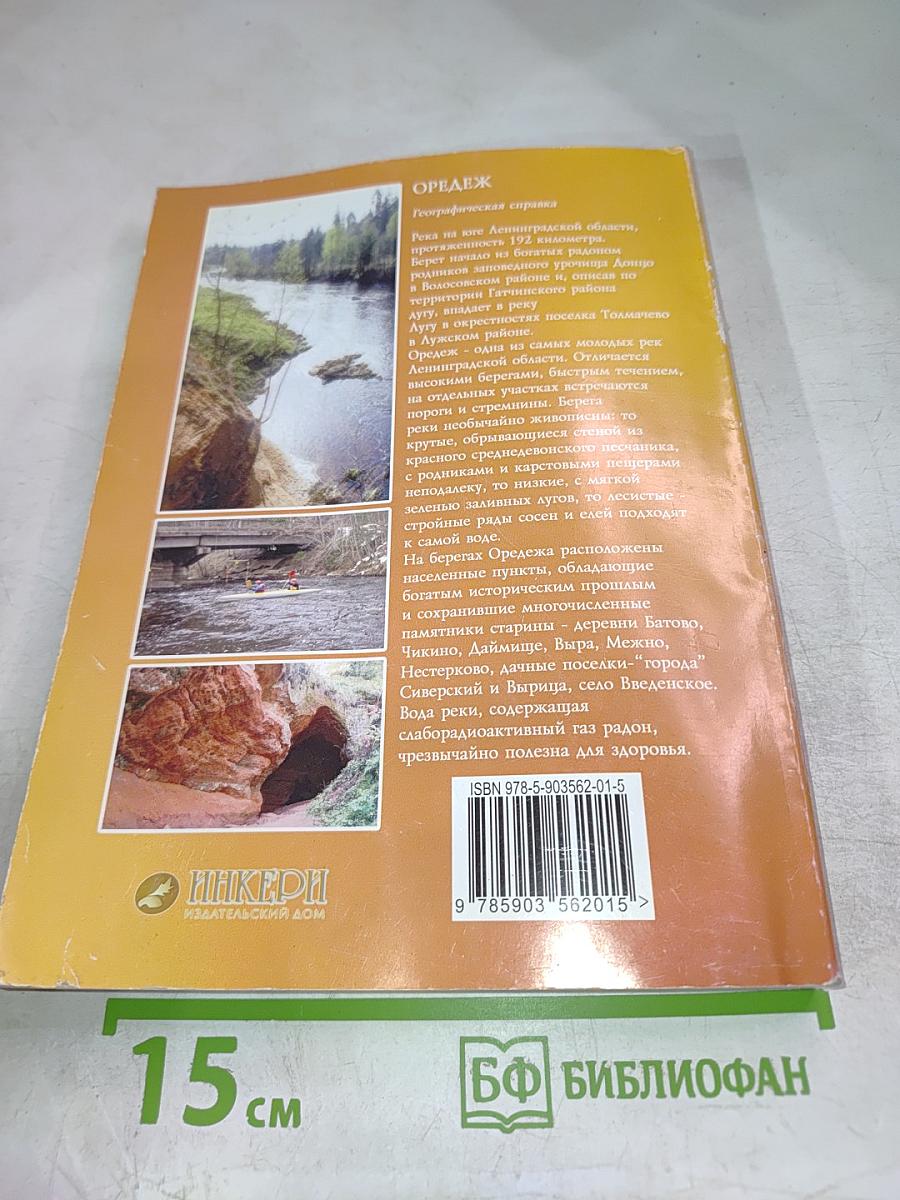 ОРЕДЕЖ
Географическая справка
Река на юге Ленинградской области,
протяженность 192 километра.
Берет начало из богатых радоном
родников заповедного урочища Донцо
в Волосовском районе и, описав по
территории Гатчинского района
дугу, впадает в реку
Лугу в окрестностях поселка Толмачево
в Лужском районе.
Оредеж - одна из самых молодых рек
Ленинградской области. Отличается
высокими берегами, быстрым течением,
на отдельных участках встречаются
пороги и стремнины. Берега
реки необычайно живописны: то
крутые, обрывающиеся стеной из
красного среднедевонского песчаника,
с родниками и карстовыми пещерами
неподалеку, то низкие, с мягкой
зеленью заливных лугов, то лесистые -
стройные ряды сосен и елей подходят
к самой воде.
На берегах Оредежа расположены
населенные пункты, обладающие
богатым историческим прошлым
и сохранившие многочисленные
памятники старины - деревни Батово,
Чикино, Даймище, Выра, Межно,
Нестерково, дачные поселки-“города”
Сиверский и Вырица, село Введенское.
Вода реки, содержащая
слаборадиоактивный газ радон,
чрезвычайно полезна для здоровья.
ISBN 978-5-903562-01-5
9 785903 562015 >
ИНКЕРИ
ИЗДАТЕЛЬСКИЙ ДОМ
15 см
БФ БИБЛИОФАН